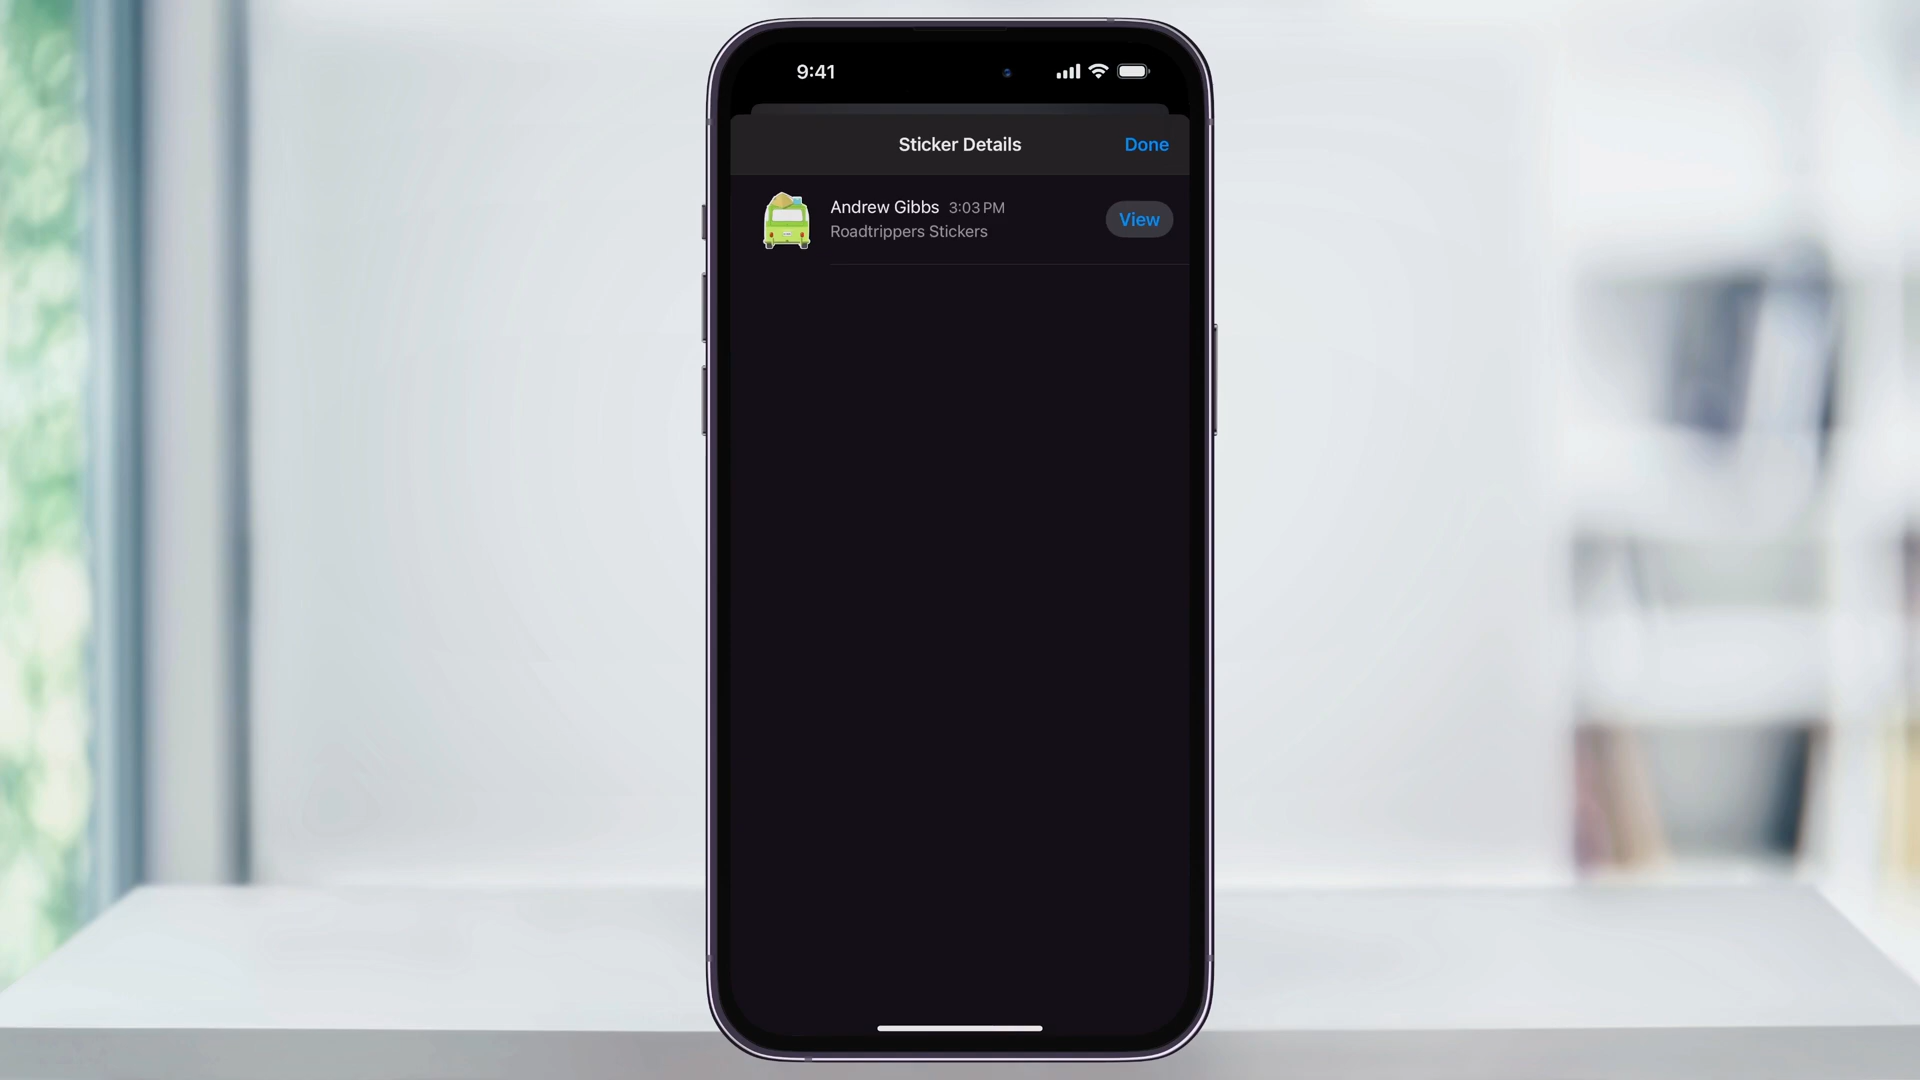 9:41
Sticker Details
Done
Andrew Gibbs 3:03 PM
Roadtrippers Stickers
View